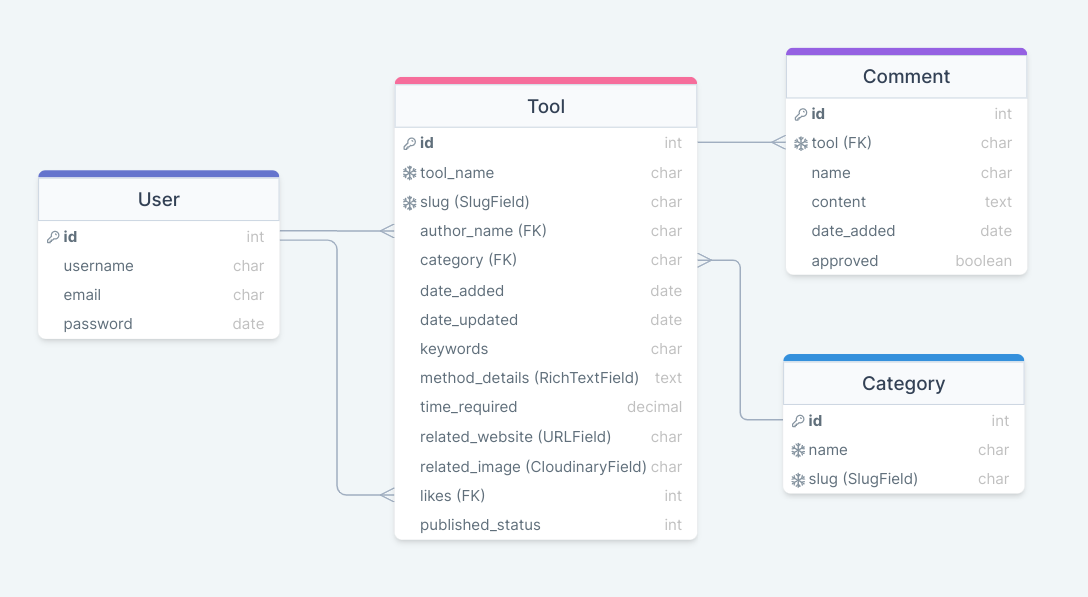 User
id int
username char
email char
password date
Tool
id int
tool_name char
slug (SlugField) char
author_name (FK) char
category (FK) char
date_added date
date_updated date
keywords char
method_details (RichTextField) text
time_required decimal
related_website (URLField) char
related_image (CloudinaryField) char
likes (FK) int
published_status int
Comment
id int
tool (FK) char
name char
content text
date_added date
approved boolean
Category
id int
name char
slug (SlugField) char